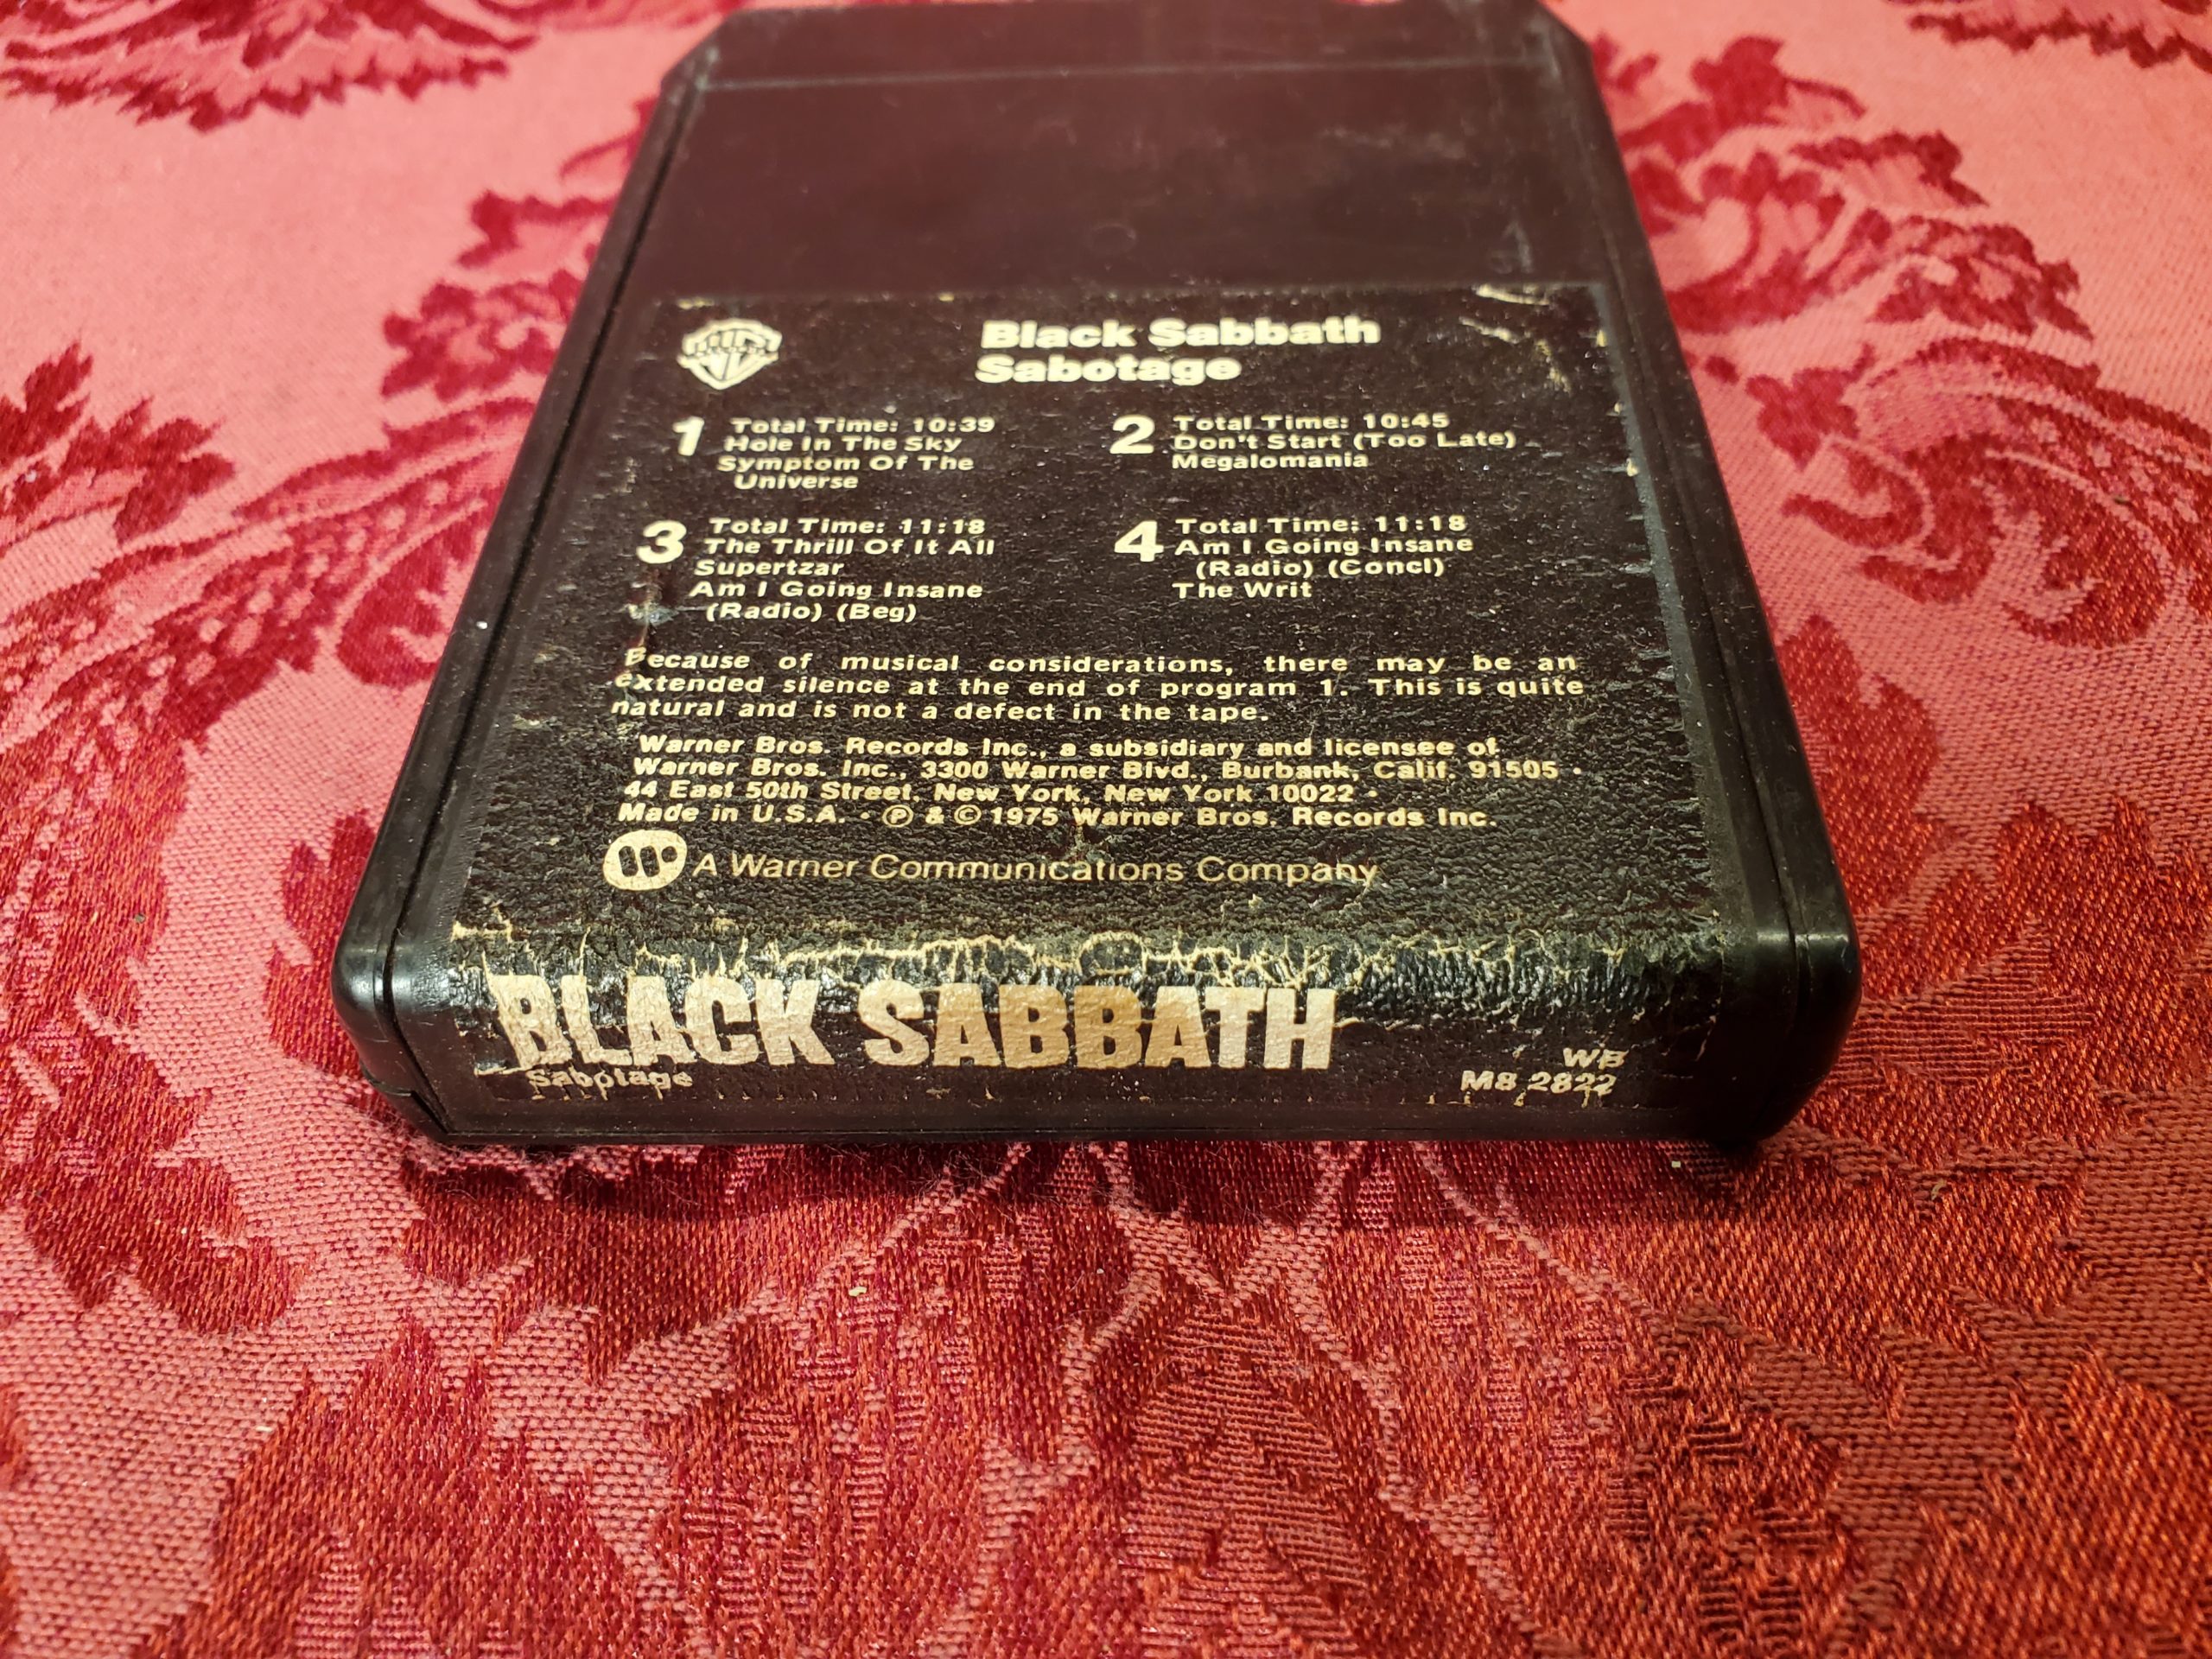 Black Sabbath
Sabotage
1 Total Time: 10:39
Hole In The Sky
Symptom Of The
Universe
2 Total Time: 10:45
Don't Start (Too Late)
Megalomania
3 Total Time: 11:18
The Thrill Of It All
Supertzar
Am I Going Insane
(Radio) (Beg)
4 Total Time: 11:18
Am I Going Insane
(Radio) (Concl)
The Writ
Because of musical considerations, there may be an
extended silence at the end of program 1. This is quite
natural and is not a defect in the tape.
Warner Bros. Records Inc., a subsidiary and licensee of
Warner Bros. Inc., 3300 Warner Blvd., Burbank, Calif. 91505 •
44 East 50th Street, New York, New York 10022 •
Made in U.S.A. • ℗ & © 1975 Warner Bros. Records Inc.
A Warner Communications Company
BLACK SABBATH
Sabotage
WB
M8 2822